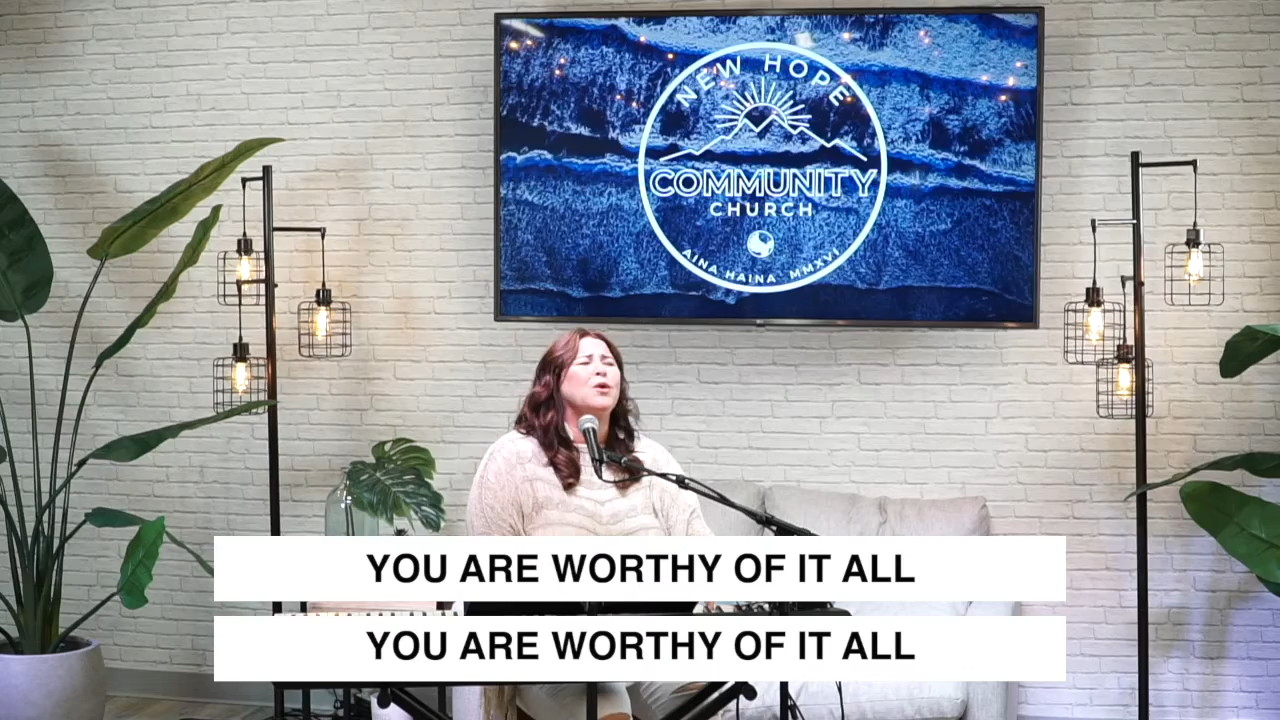 NEW HOPE
COMMUNITY
CHURCH
AINA HAINA MMXVI
YOU ARE WORTHY OF IT ALL
YOU ARE WORTHY OF IT ALL